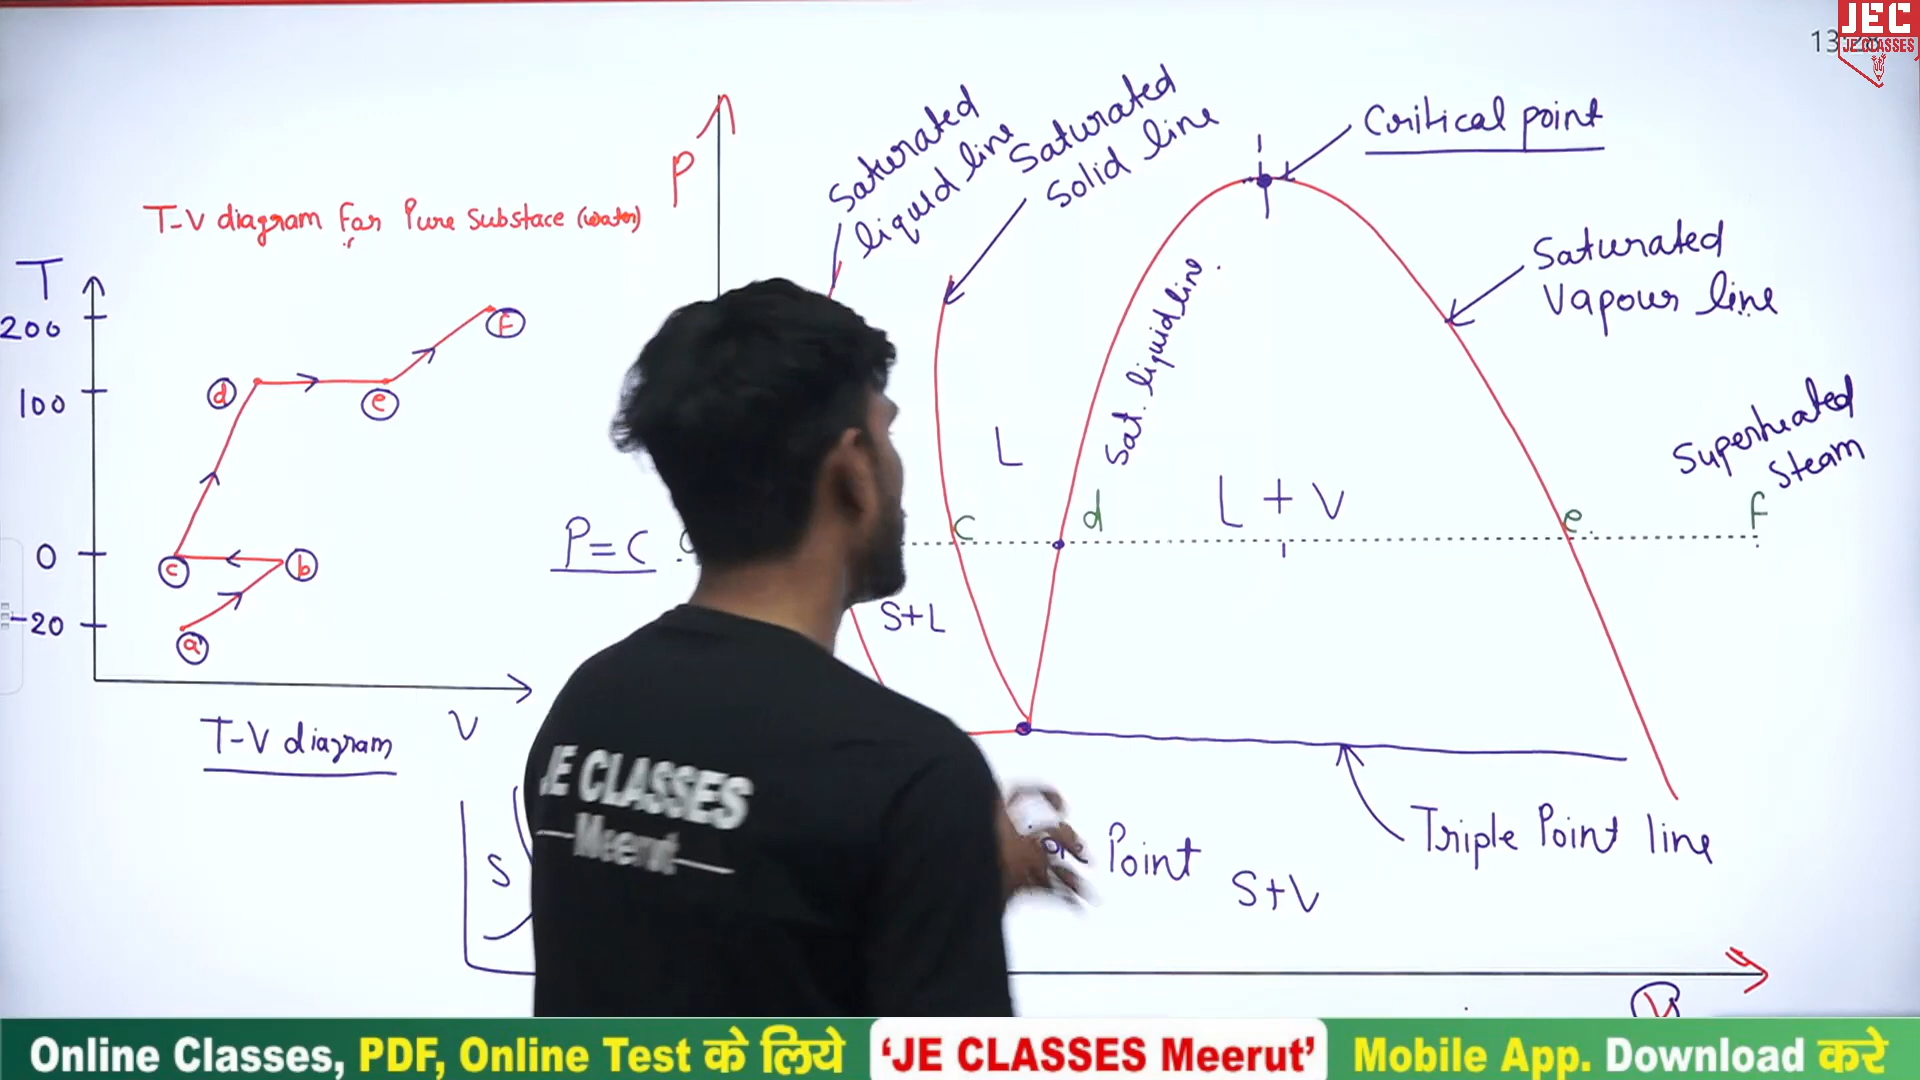 JEC
JE CLASSES
T-V diagram for Pure Substace (water)
T
200
100
0
-20
a
b
c
d
e
f
V
T-V diagram
P
Saturated
liquid line
Saturated
Solid line
Critical point
Saturated
Vapour line
Sat. liquid line.
Superheated
Steam
L
L + V
P=C
c
d
e
f
S+L
S
Triple Point line
Point
S+V
V
JE CLASSES
Meerut
Online Classes, PDF, Online Test के लिये 'JE CLASSES Meerut' Mobile App. Download करे